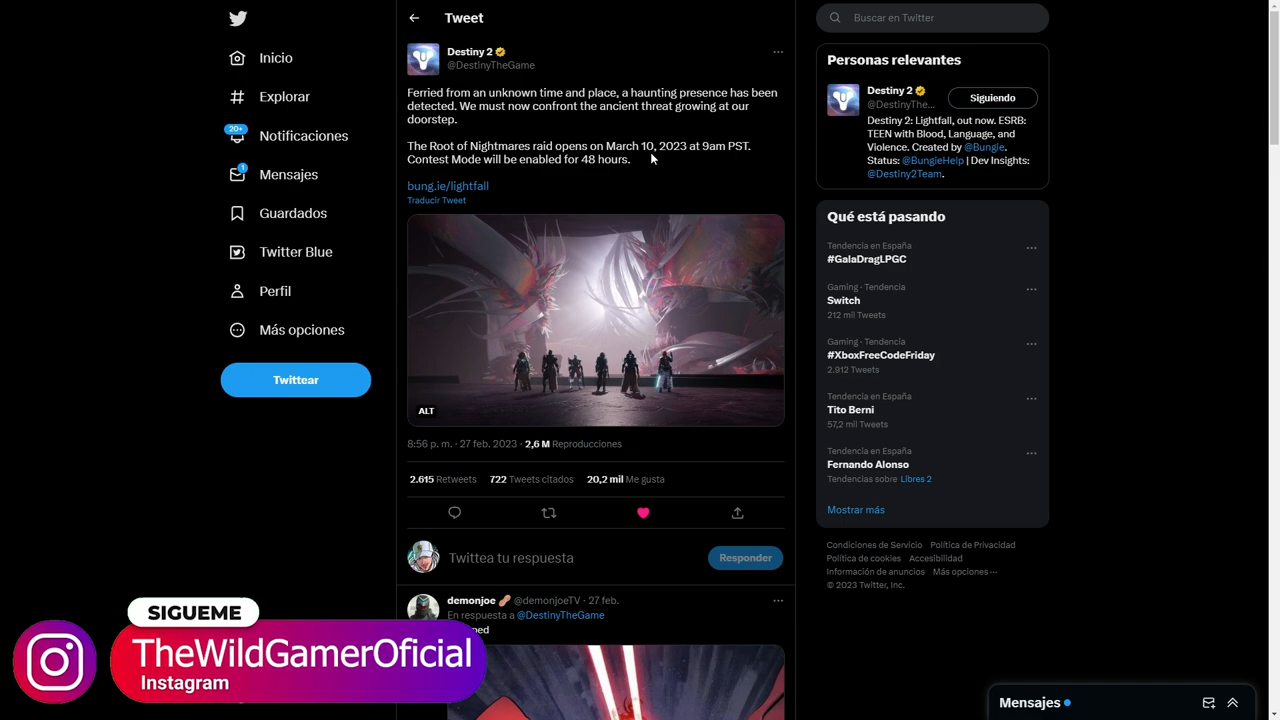 Tweet
Buscar en Twitter
Inicio
Explorar
20+
Notificaciones
1
Mensajes
Guardados
Twitter Blue
Perfil
Más opciones
Twittear
Destiny 2
@DestinyTheGame
Ferried from an unknown time and place, a haunting presence has been
detected. We must now confront the ancient threat growing at our
doorstep.
The Root of Nightmares raid opens on March 10, 2023 at 9am PST.
Contest Mode will be enabled for 48 hours.
bung.ie/lightfall
Traducir Tweet
ALT
8:56 p. m. · 27 feb. 2023 · 2,6 M Reproducciones
2.615 Retweets 722 Tweets citados 20,2 mil Me gusta
Twittea tu respuesta
Responder
demonjoe @demonjoeTV · 27 feb.
En respuesta a @DestinyTheGame
ped
Personas relevantes
Destiny 2
@DestinyThe...
Siguiendo
Destiny 2: Lightfall, out now. ESRB:
TEEN with Blood, Language, and
Violence. Created by @Bungie.
Status: @BungieHelp | Dev Insights:
@Destiny2Team.
Qué está pasando
Tendencia en España
#GalaDragLPGC
Gaming · Tendencia
Switch
212 mil Tweets
Gaming · Tendencia
#XboxFreeCodeFriday
2.912 Tweets
Tendencia en España
Tito Berni
57,2 mil Tweets
Tendencia en España
Fernando Alonso
Tendencias sobre Libres 2
Mostrar más
Condiciones de Servicio Política de Privacidad
Política de cookies Accesibilidad
Información de anuncios Más opciones ···
© 2023 Twitter, Inc.
SIGUEME
TheWildGamerOficial
Instagram
Mensajes